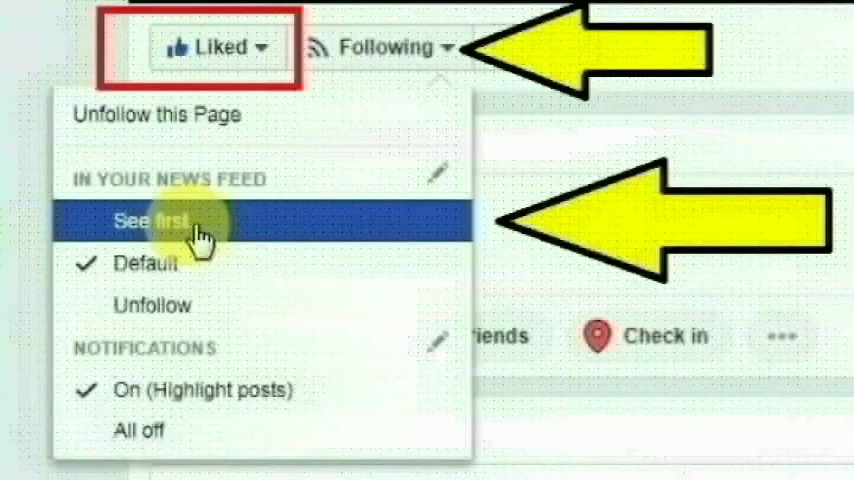 Liked Following
Unfollow this Page
IN YOUR NEWS FEED
See first
Default
Unfollow
riends Check in
NOTIFICATIONS
On (Highlight posts)
All off